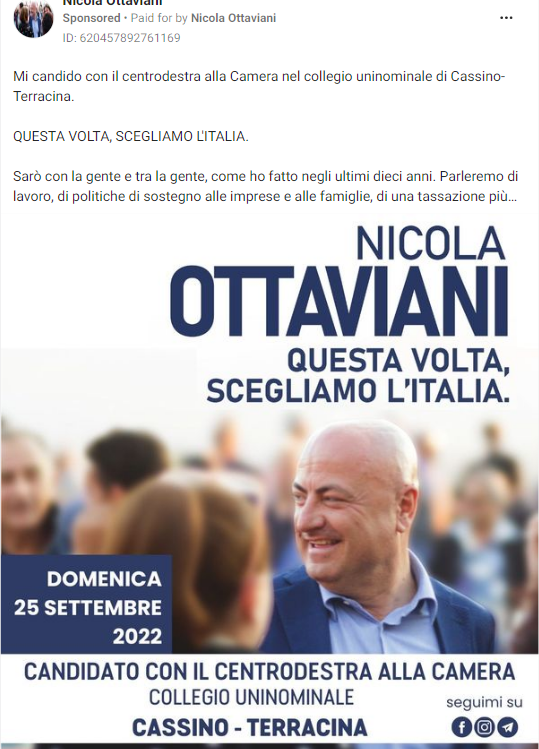 Nicola Ottaviani
Sponsored • Paid for by Nicola Ottaviani
ID: 620457892761169
Mi candido con il centrodestra alla Camera nel collegio uninominale di Cassino-
Terracina.
QUESTA VOLTA, SCEGLIAMO L'ITALIA.
Sarò con la gente e tra la gente, come ho fatto negli ultimi dieci anni. Parleremo di
lavoro, di politiche di sostegno alle imprese e alle famiglie, di una tassazione più...
NICOLA
OTTAVIANI
QUESTA VOLTA,
SCEGLIAMO L'ITALIA.
DOMENICA
25 SETTEMBRE
2022
CANDIDATO CON IL CENTRODESTRA ALLA CAMERA
COLLEGIO UNINOMINALE
CASSINO - TERRACINA
seguimi su